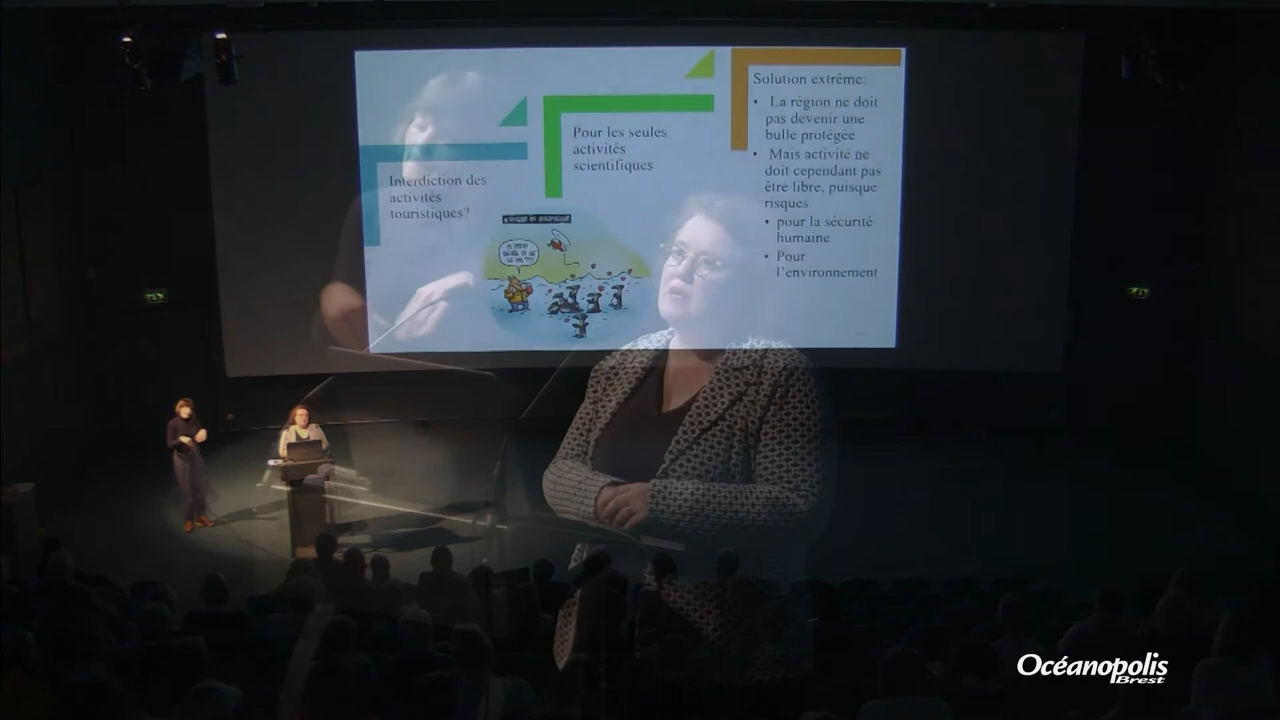 Interdiction des
activités
touristiques?
Pour les seules
activités
scientifiques
Solution extrême:
• La région ne doit
pas devenir une
bulle protégée
• Mais activité ne
doit cependant pas
être libre, puisque
risques
• pour la sécurité
humaine
• Pour
l’environnement
Océanopolis
Brest